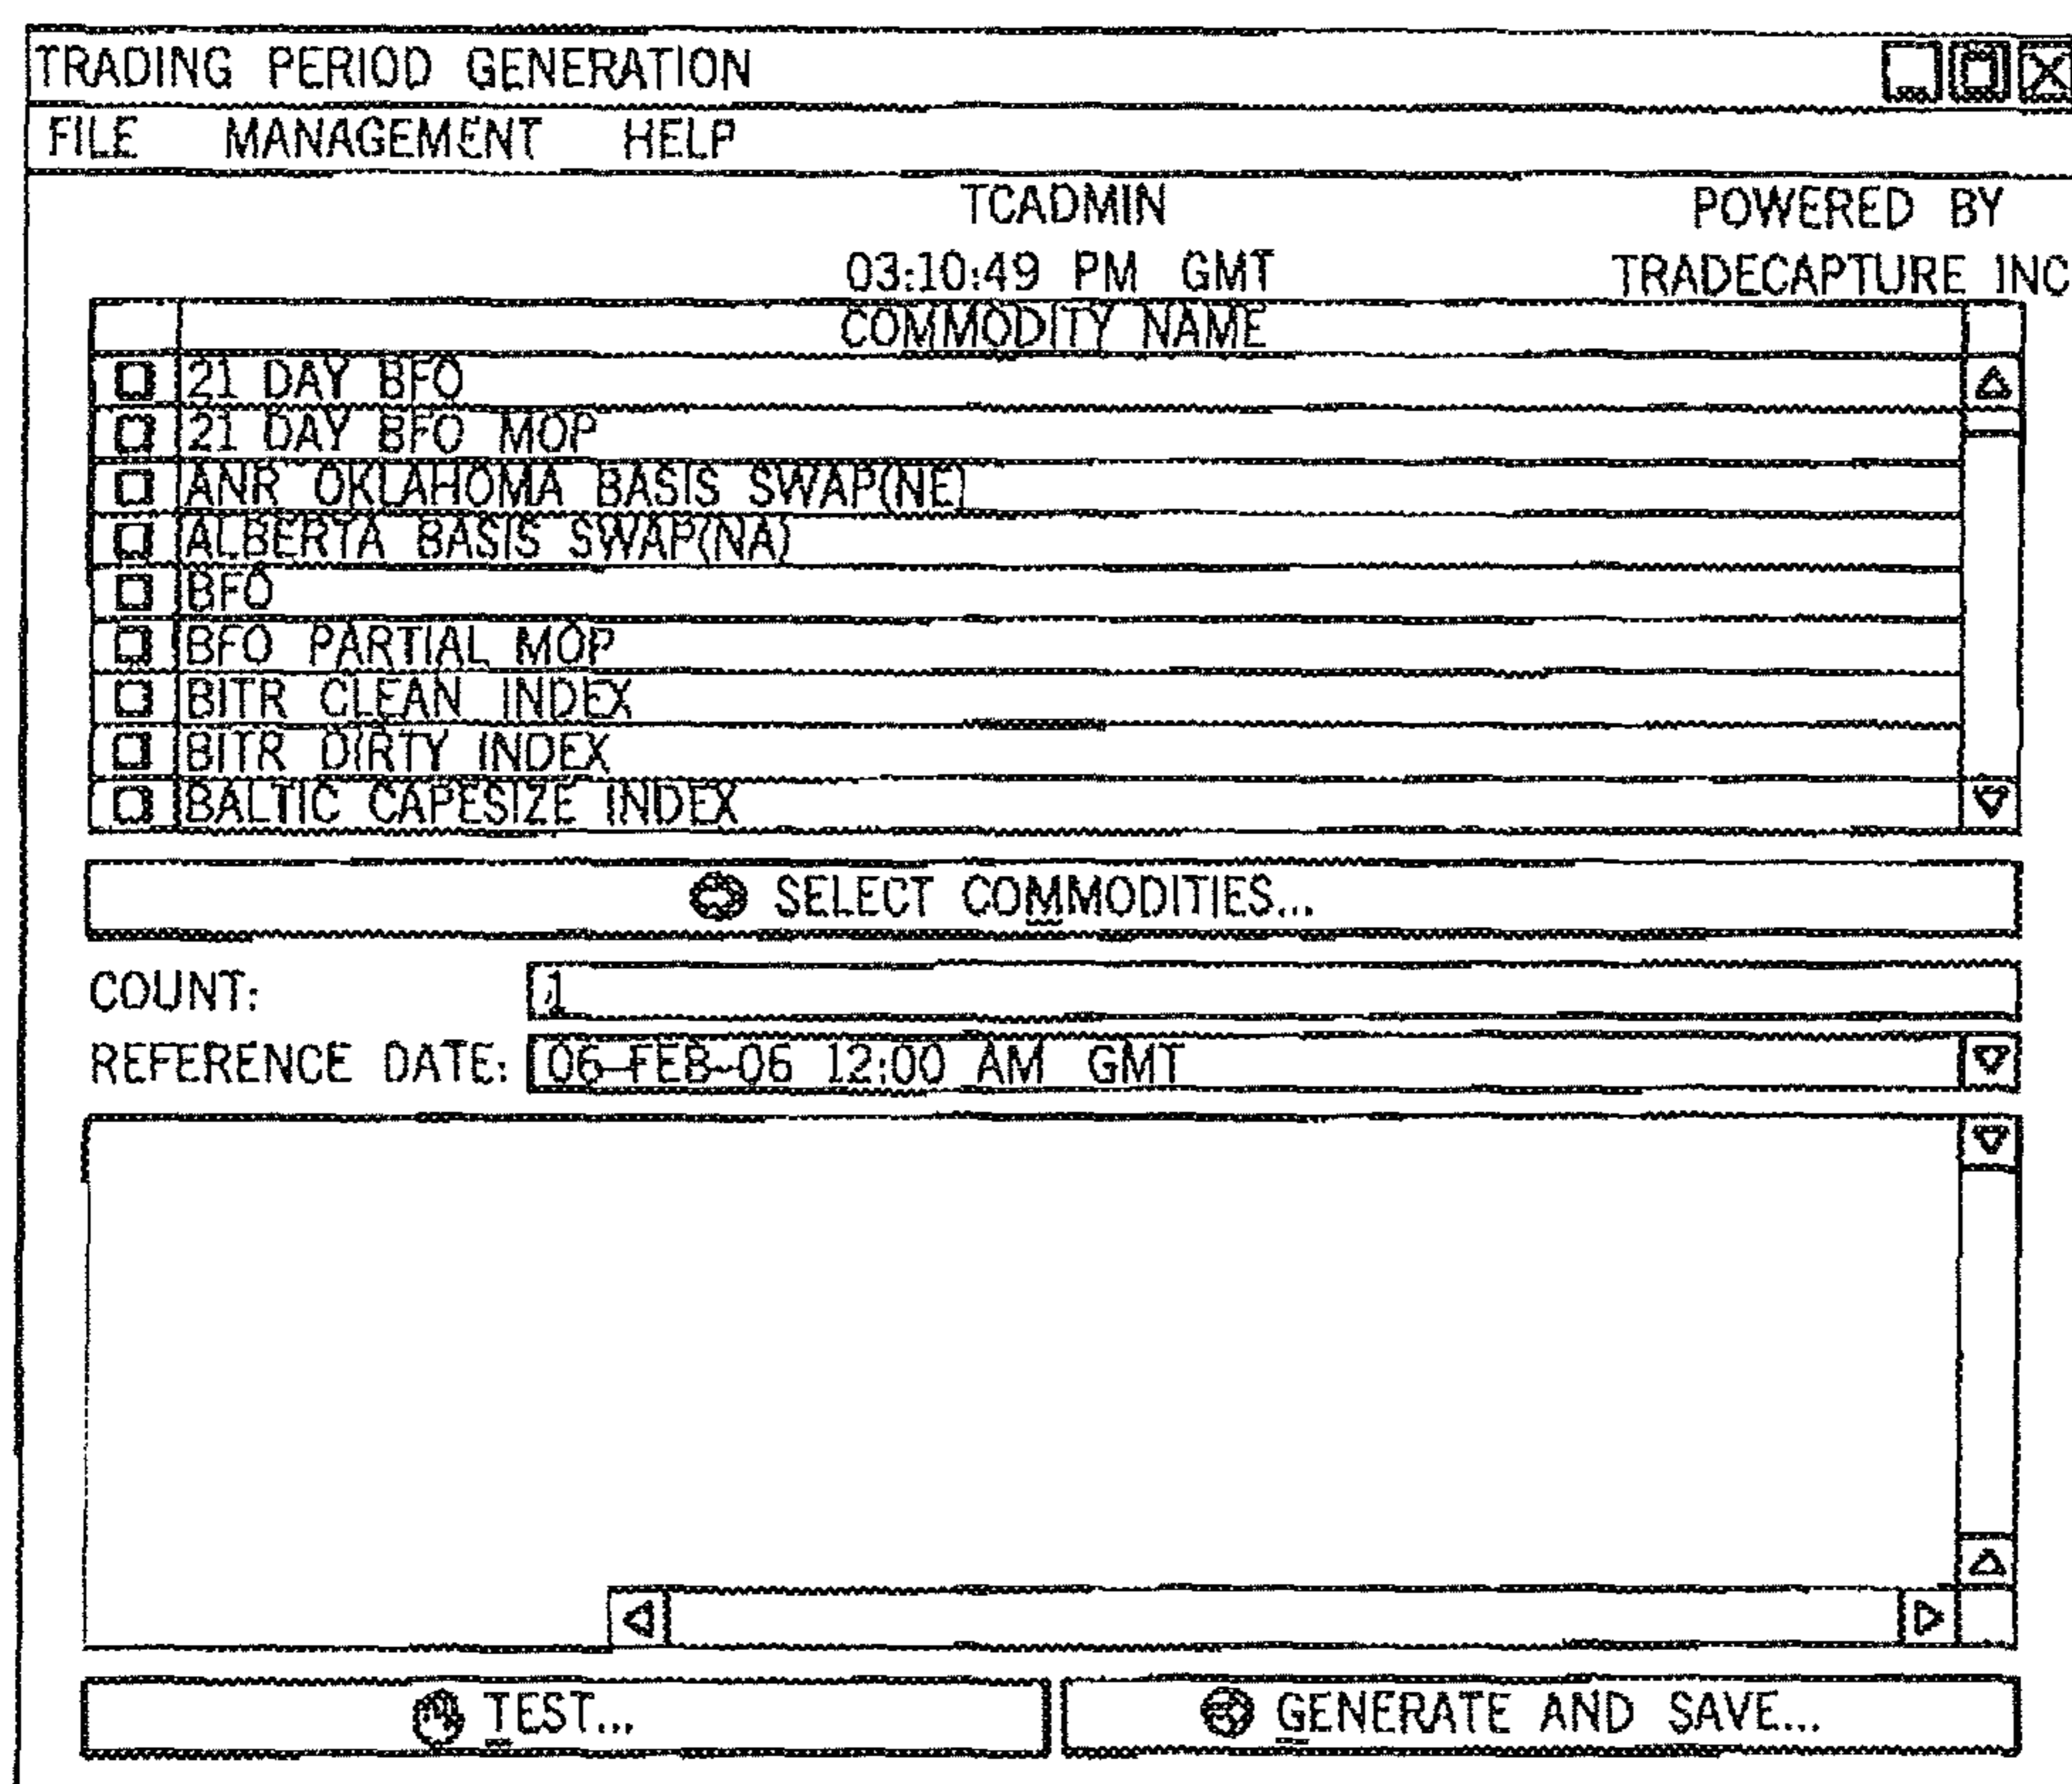 TRADING PERIOD GENERATION
FILE MANAGEMENT HELP
TCADMIN
POWERED BY
03:10:49 PM GMT
TRADECAPTURE INC
COMMODITY NAME
21 DAY BFO
21 DAY BFO MOP
ANR OKLAHOMA BASIS SWAP(NE)
ALBERTA BASIS SWAP(NA)
BFO
BFO PARTIAL MOP
BITR CLEAN INDEX
BITR DIRTY INDEX
BALTIC CAPESIZE INDEX
SELECT COMMODITIES...
COUNT: 1
REFERENCE DATE: 06-FEB-06 12:00 AM GMT
TEST...
GENERATE AND SAVE...